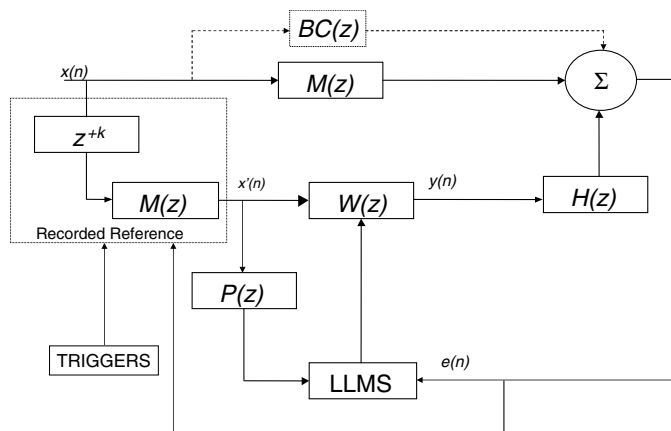 BC(z)
x(n)
M(z)
Σ
z+k
M(z)
x'(n)
W(z)
y(n)
H(z)
Recorded Reference
P(z)
TRIGGERS
LLMS
e(n)